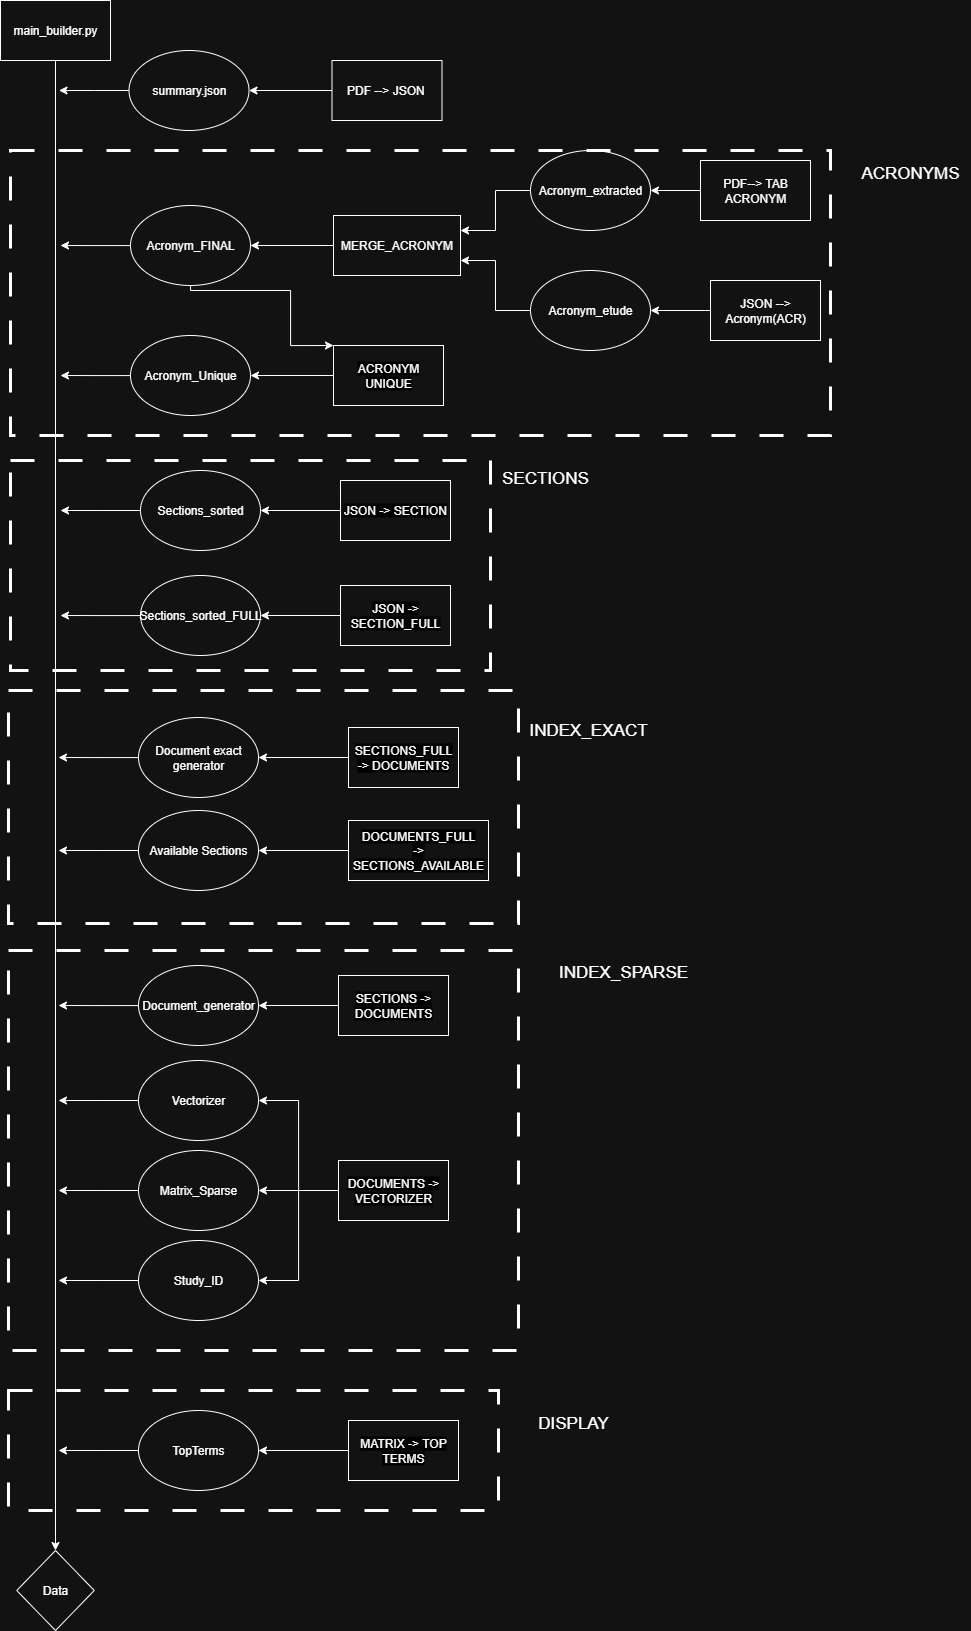 main_builder.py
summary.json
PDF --> JSON
ACRONYMS
Acronym_extracted
PDF--> TAB
ACRONYM
Acronym_FINAL
MERGE_ACRONYM
Acronym_etude
JSON -->
Acronym(ACR)
Acronym_Unique
ACRONYM
UNIQUE
SECTIONS
Sections_sorted
JSON -> SECTION
Sections_sorted_FULL
JSON ->
SECTION_FULL
INDEX_EXACT
Document exact
generator
SECTIONS_FULL
-> DOCUMENTS
Available Sections
DOCUMENTS_FULL
->
SECTIONS_AVAILABLE
INDEX_SPARSE
Document_generator
SECTIONS ->
DOCUMENTS
Vectorizer
Matrix_Sparse
DOCUMENTS ->
VECTORIZER
Study_ID
DISPLAY
TopTerms
MATRIX -> TOP
TERMS
Data